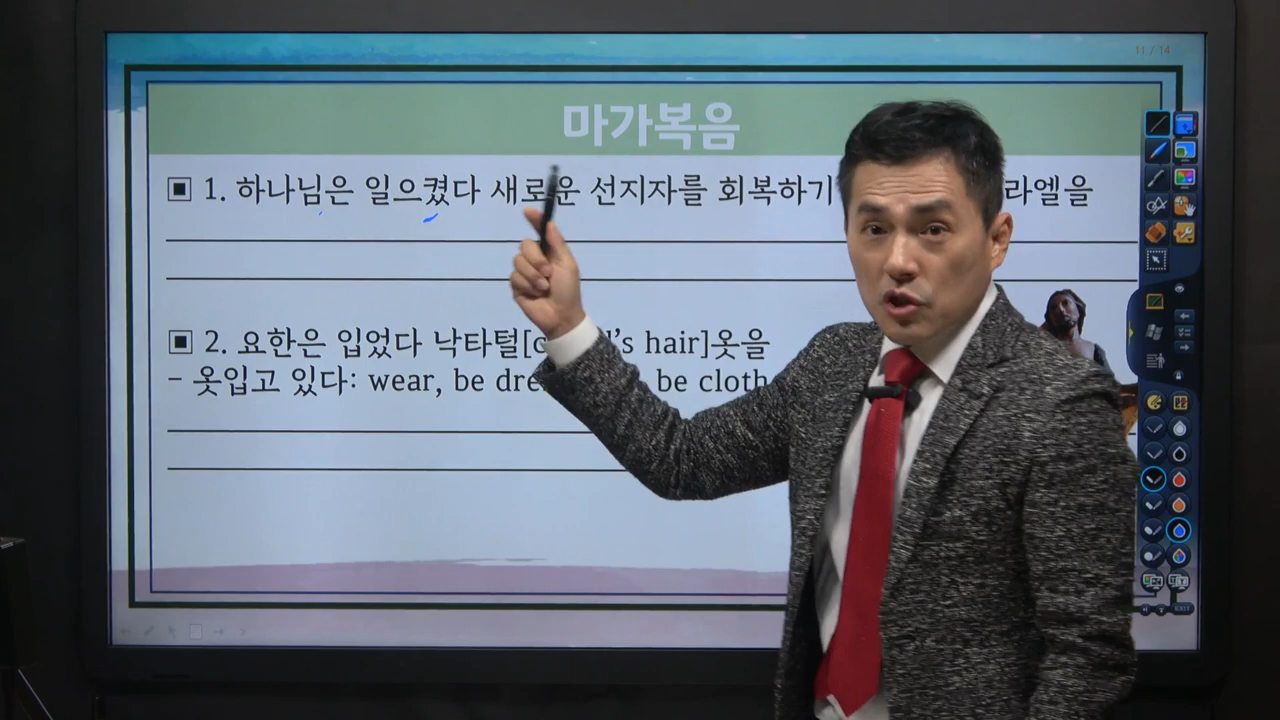 11 / 14
마가복음
▣ 1. 하나님은 일으켰다 새로운 선지자를 회복하기 라엘을
▣ 2. 요한은 입었다 낙타털[c 's hair]옷을
- 옷입고 있다: wear, be dre be cloth
EXIT